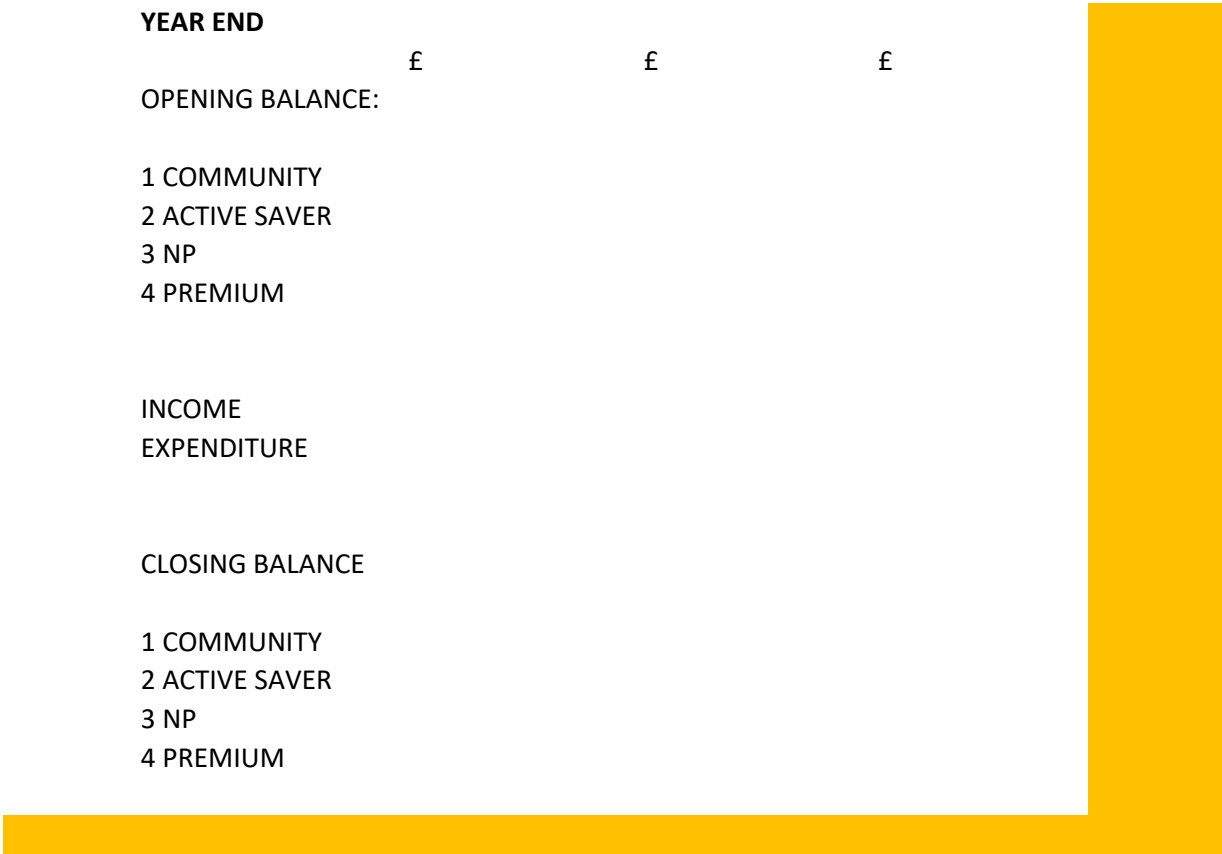 YEAR END
£ £ £
OPENING BALANCE:
1 COMMUNITY
2 ACTIVE SAVER
3 NP
4 PREMIUM
INCOME
EXPENDITURE
CLOSING BALANCE
1 COMMUNITY
2 ACTIVE SAVER
3 NP
4 PREMIUM